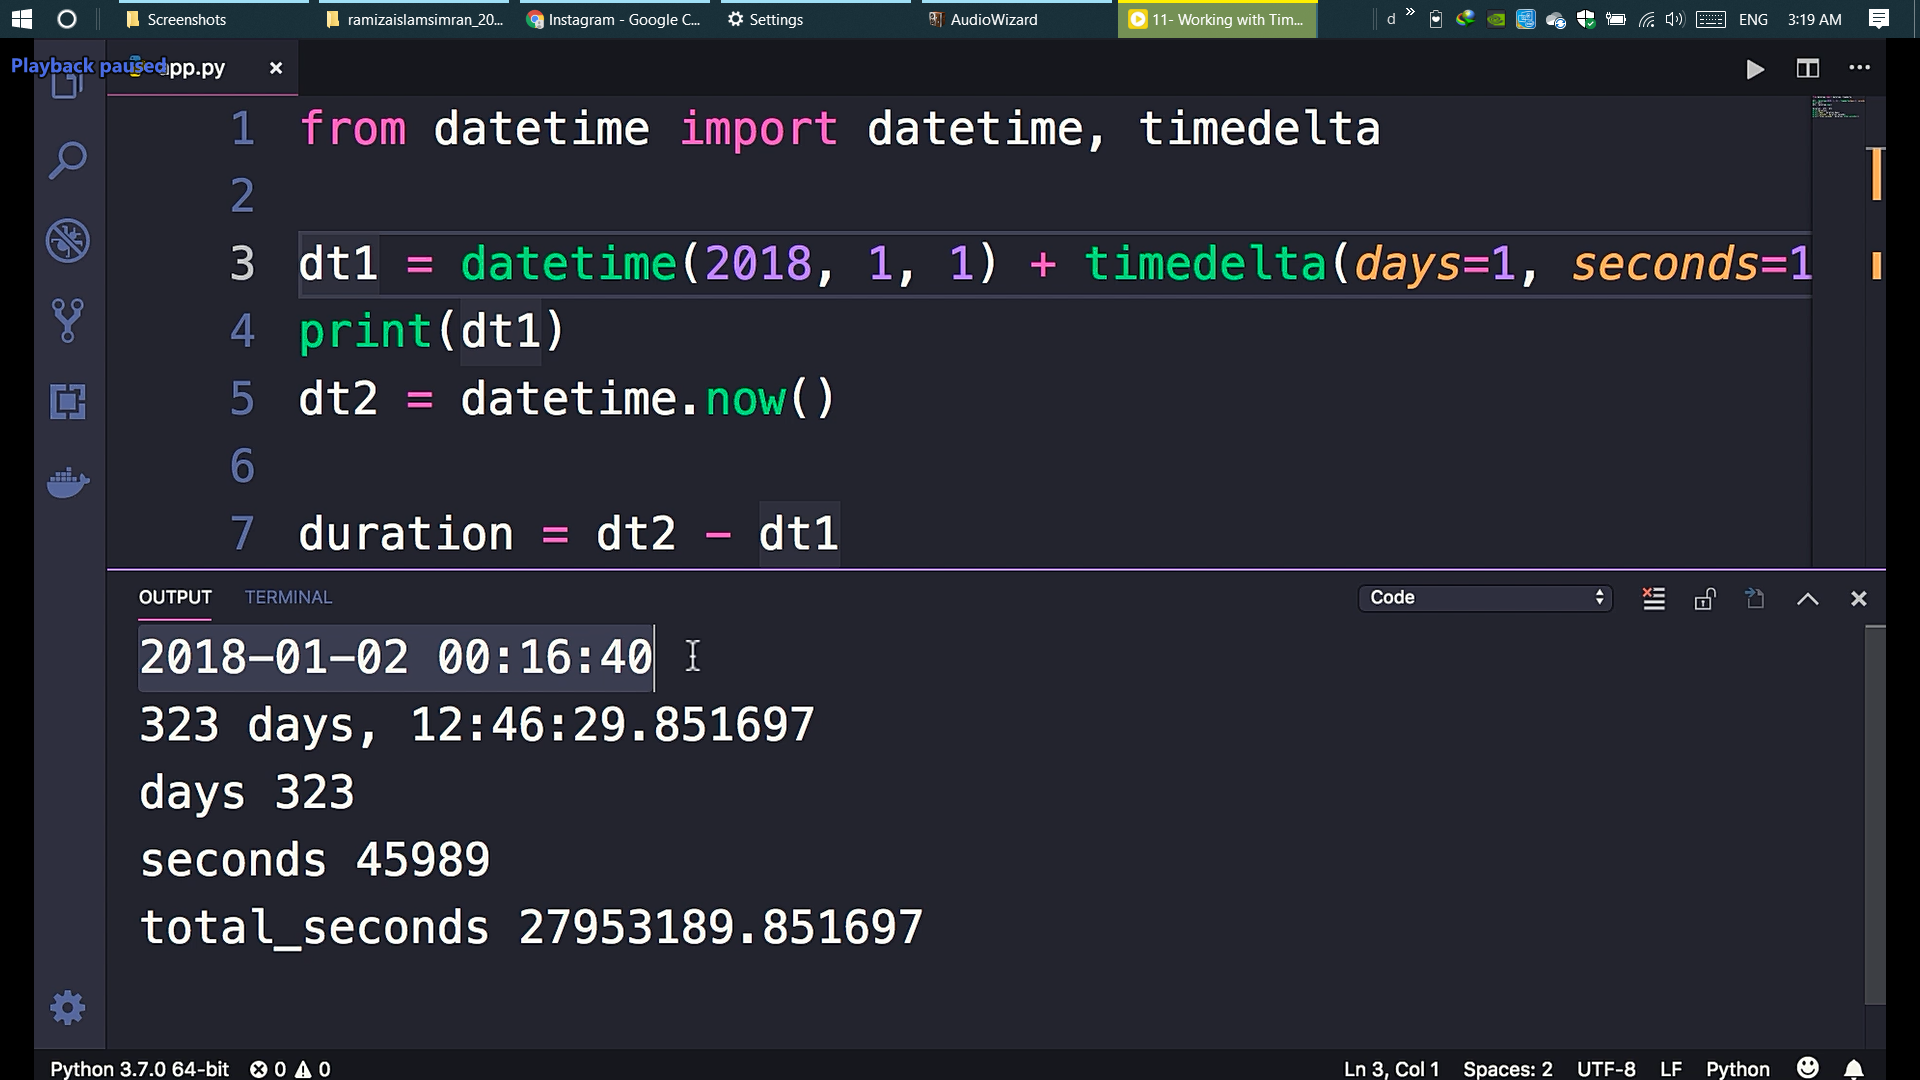 Screenshots
ramizaislamsimran_20...
Instagram - Google C...
Settings
AudioWizard
11- Working with Tim...
d » ENG 3:19 AM
Playback paused
app.py ×
1 from datetime import datetime, timedelta
2
3 dt1 = datetime(2018, 1, 1) + timedelta(days=1, seconds=1
4 print(dt1)
5 dt2 = datetime.now()
6
7 duration = dt2 - dt1
OUTPUT TERMINAL Code
2018-01-02 00:16:40
323 days, 12:46:29.851697
days 323
seconds 45989
total_seconds 27953189.851697
Python 3.7.0 64-bit 0 0 Ln 3, Col 1 Spaces: 2 UTF-8 LF Python